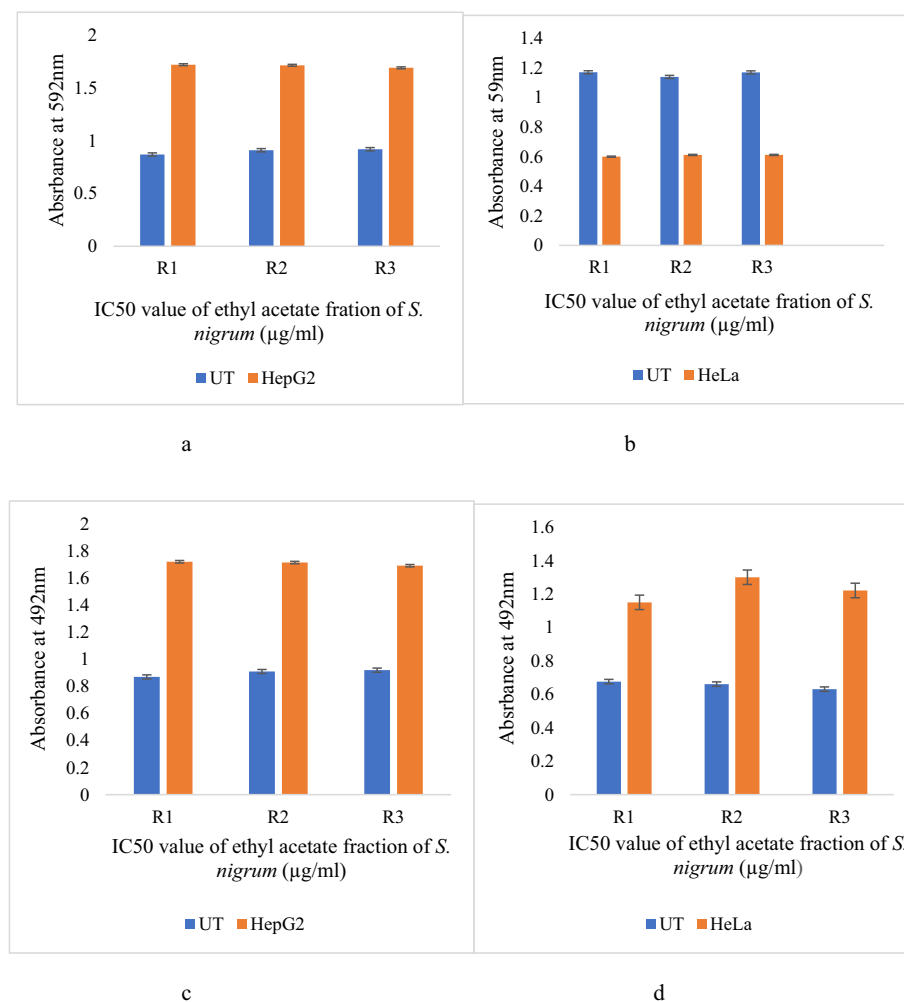 2
1.5
1
0.5
0
Absrbance at 592nm
R1 R2 R3
IC50 value of ethyl acetate fration of S.
nigrum (µg/ml)
UT HepG2
a
1.4
1.2
1
0.8
0.6
0.4
0.2
0
Absorbance at 59nm
R1 R2 R3
IC50 value of ethyl acetate fraction of S.
nigrum (µg/ml)
UT HeLa
b
2
1.8
1.6
1.4
1.2
1
0.8
0.6
0.4
0.2
0
Absorbance at 492nm
R1 R2 R3
IC50 value of ethyl acetate fraction of S.
nigrum (µg/ml)
UT HepG2
c
1.6
1.4
1.2
1
0.8
0.6
0.4
0.2
0
Absrbance at 492nm
R1 R2 R3
IC50 value of ethyl acetate fraction of S.
nigrum (µg/ml)
UT HeLa
d